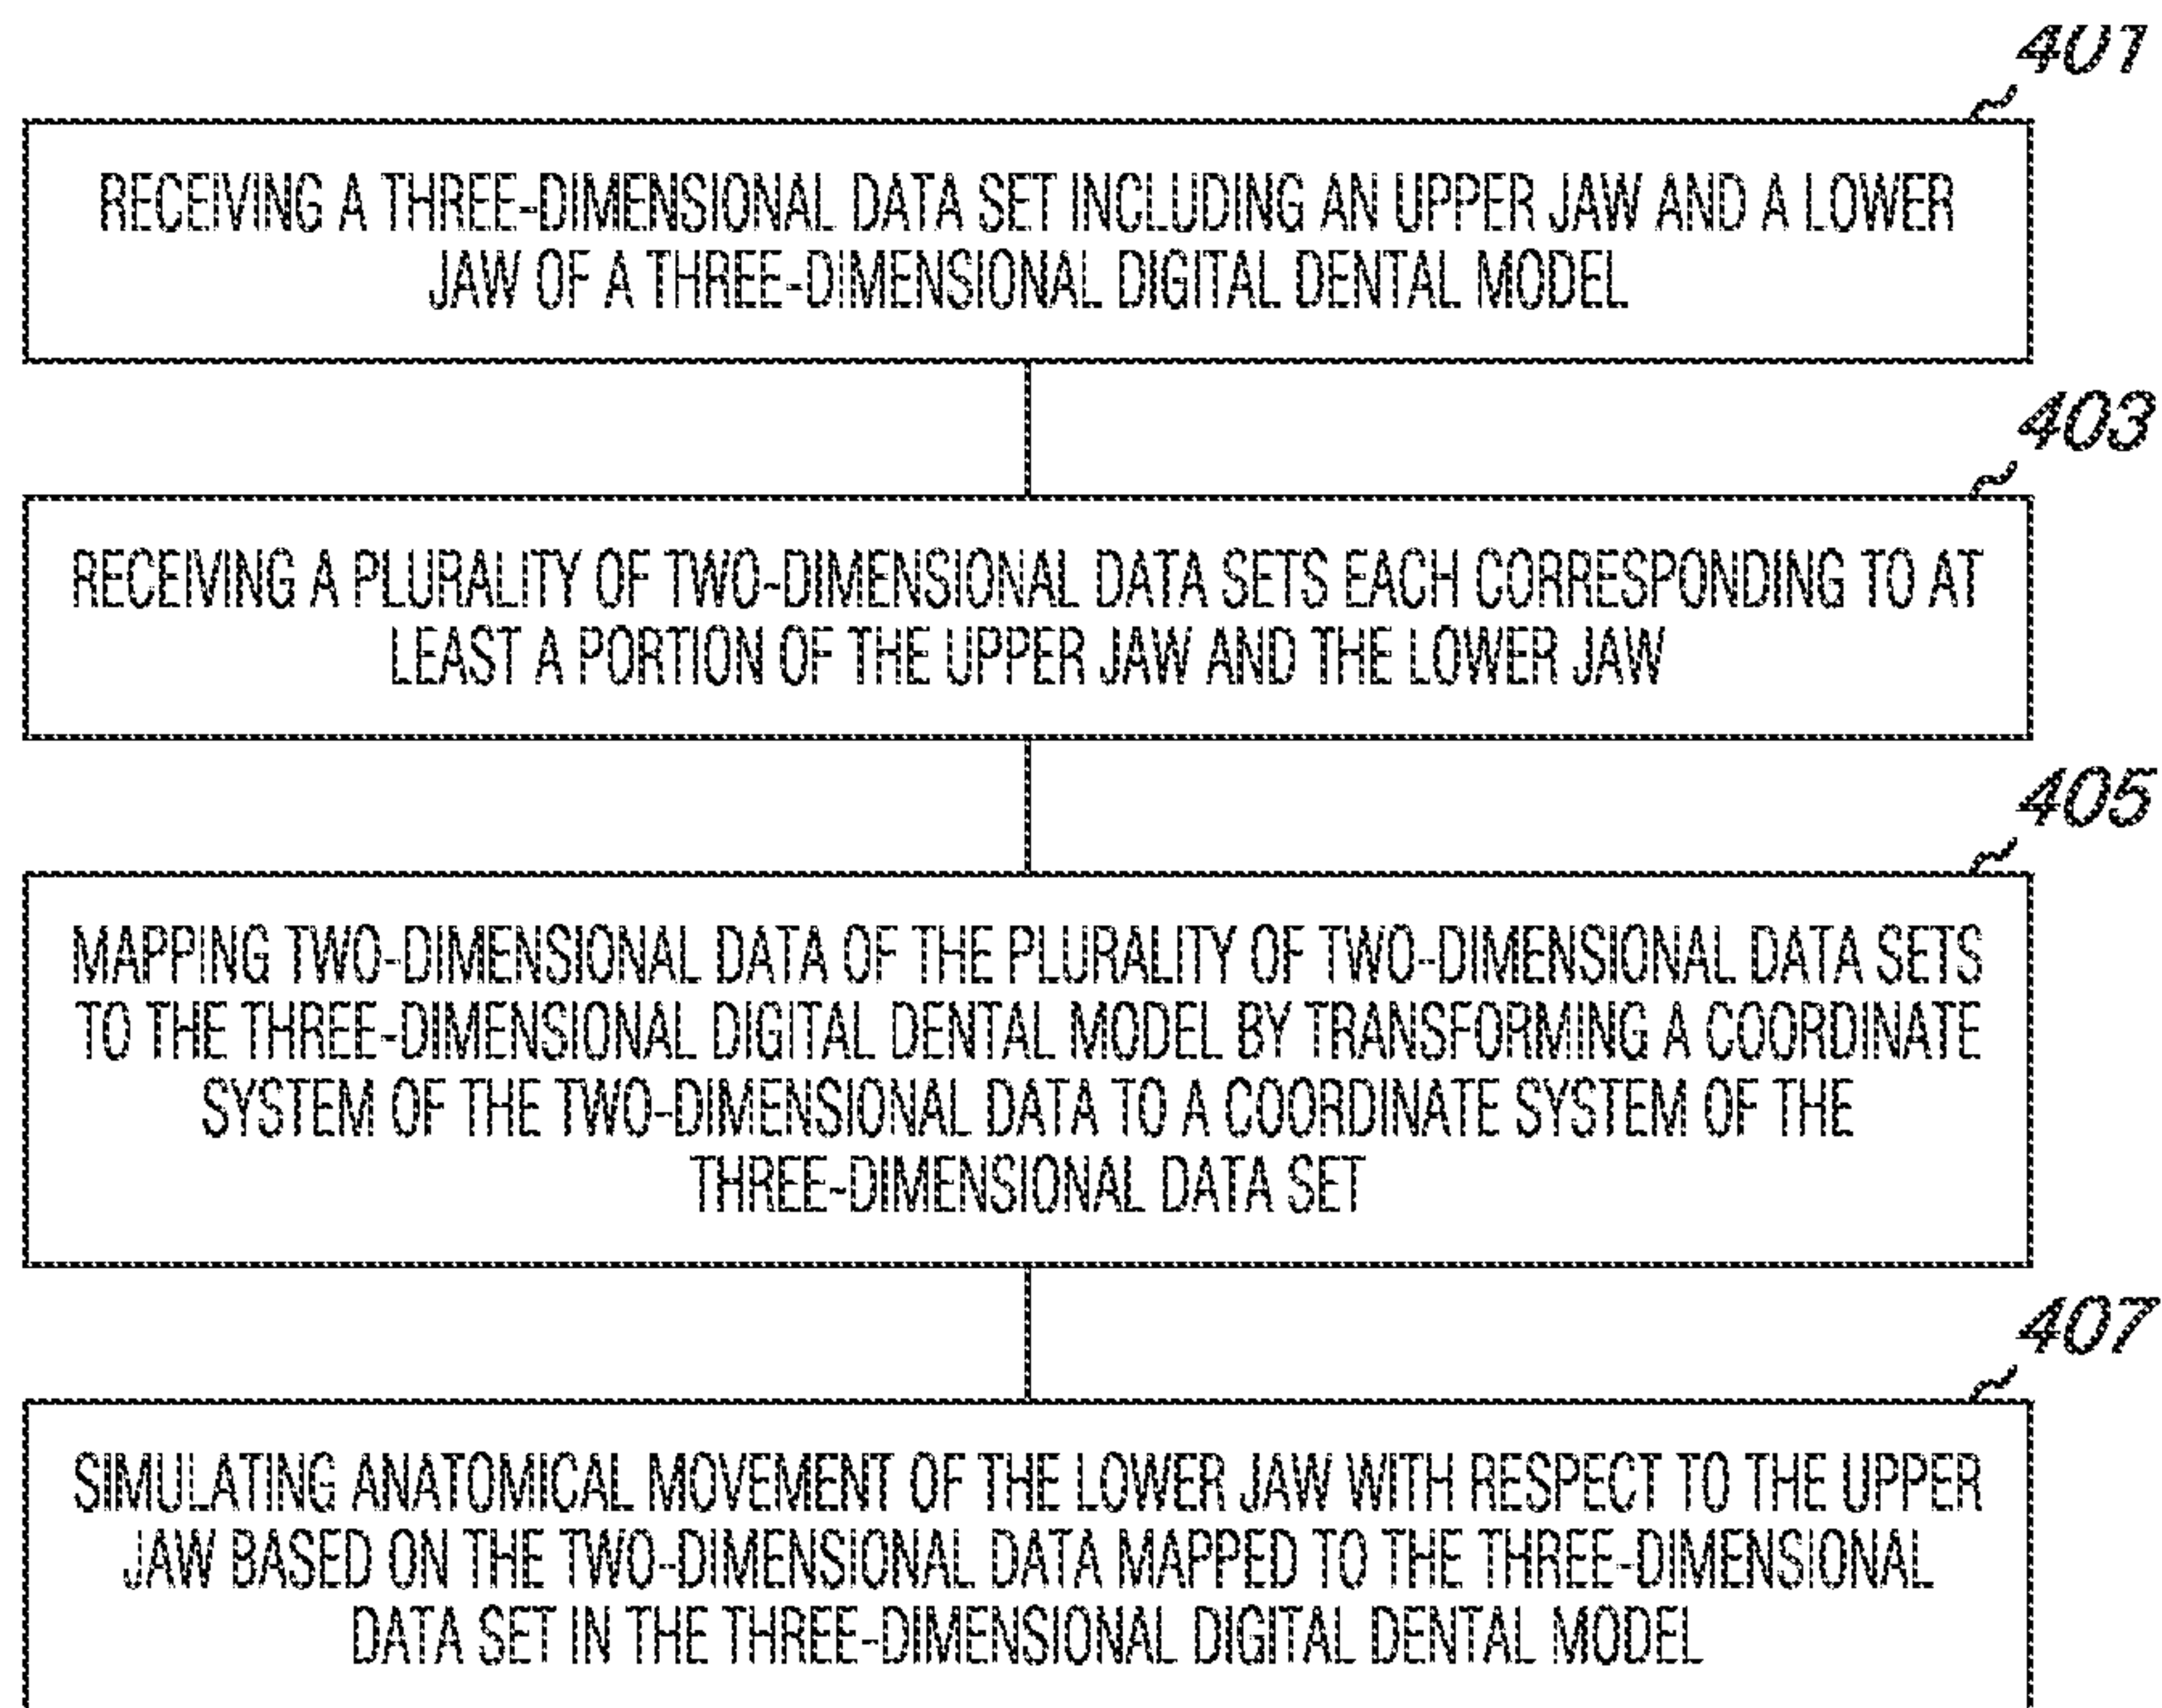 401
RECEIVING A THREE-DIMENSIONAL DATA SET INCLUDING AN UPPER JAW AND A LOWER
JAW OF A THREE-DIMENSIONAL DIGITAL DENTAL MODEL
403
RECEIVING A PLURALITY OF TWO-DIMENSIONAL DATA SETS EACH CORRESPONDING TO AT
LEAST A PORTION OF THE UPPER JAW AND THE LOWER JAW
405
MAPPING TWO-DIMENSIONAL DATA OF THE PLURALITY OF TWO-DIMENSIONAL DATA SETS
TO THE THREE-DIMENSIONAL DIGITAL DENTAL MODEL BY TRANSFORMING A COORDINATE
SYSTEM OF THE TWO-DIMENSIONAL DATA TO A COORDINATE SYSTEM OF THE
THREE-DIMENSIONAL DATA SET
407
SIMULATING ANATOMICAL MOVEMENT OF THE LOWER JAW WITH RESPECT TO THE UPPER
JAW BASED ON THE TWO-DIMENSIONAL DATA MAPPED TO THE THREE-DIMENSIONAL
DATA SET IN THE THREE-DIMENSIONAL DIGITAL DENTAL MODEL